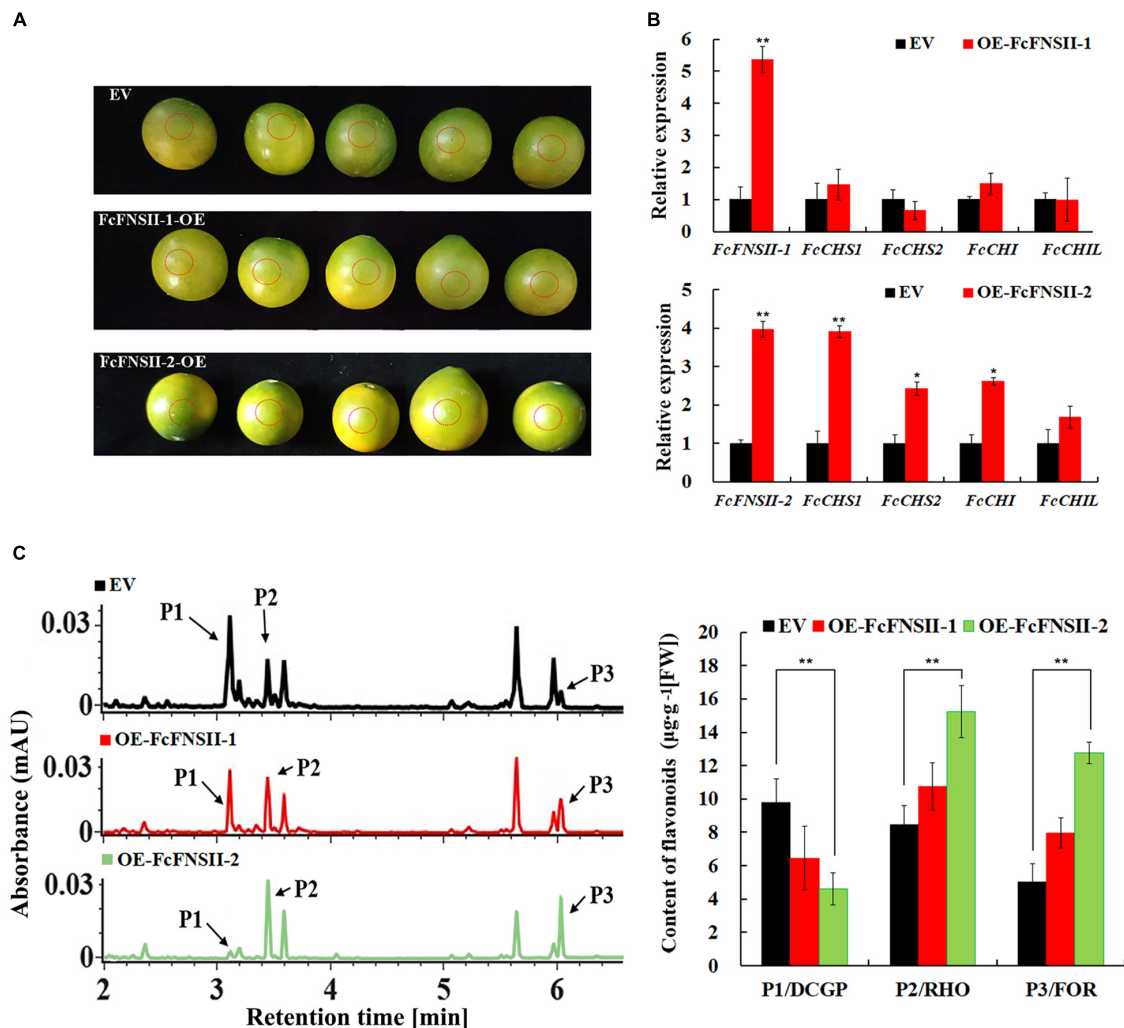 A
EV
FcFNSII-1-OE
FcFNSII-2-OE
B
EV OE-FcFNSII-1
Relative expression
6
5
4
3
2
1
0
**
FcFNSII-1 FcCHS1 FcCHS2 FcCHI FcCHIL
EV OE-FcFNSII-2
Relative expression
5
4
3
2
1
0
** ** * *
FcFNSII-2 FcCHS1 FcCHS2 FcCHI FcCHIL
C
Absorbance (mAU)
EV
0.03
0
P1 P2 P3
OE-FcFNSII-1
0.03
0
P1 P2 P3
OE-FcFNSII-2
0.03
0
P1 P2 P3
2 3 4 5 6
Retention time [min]
EV OE-FcFNSII-1 OE-FcFNSII-2
Content of flavonoids (µg·g⁻¹[FW])
20
18
16
14
12
10
8
6
4
2
0
** ** **
P1/DCGP P2/RHO P3/FOR